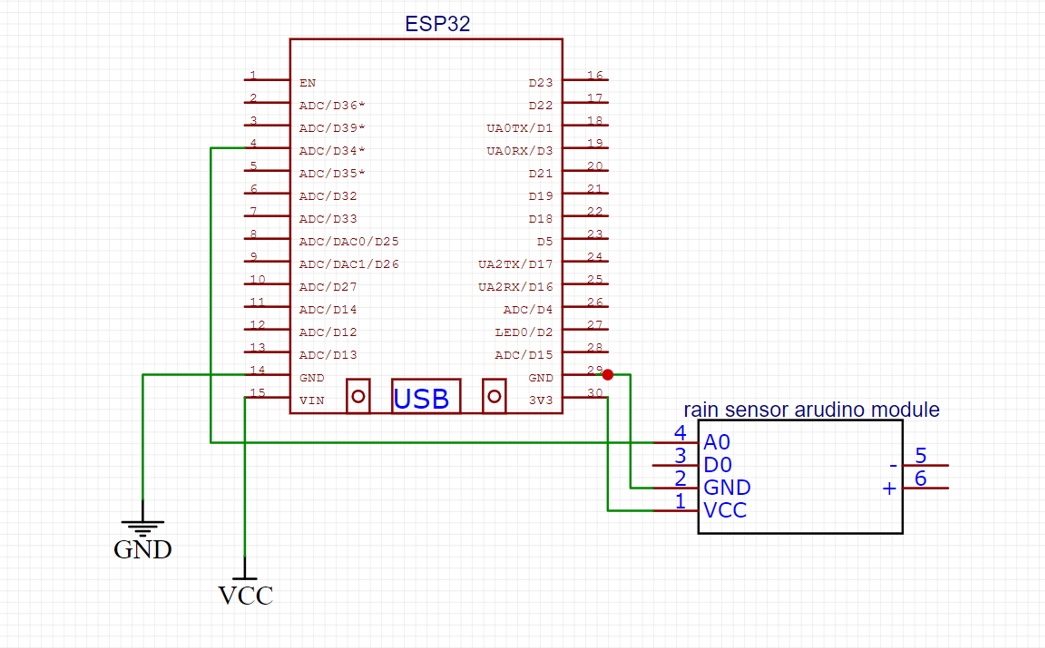 ESP32
1 EN D23 16
2 ADC/D36* D22 17
3 ADC/D39* UA0TX/D1 18
4 ADC/D34* UA0RX/D3 19
5 ADC/D35* D21 20
6 ADC/D32 D19 21
7 ADC/D33 D18 22
8 ADC/DAC0/D25 D5 23
9 ADC/DAC1/D26 UA2TX/D17 24
10 ADC/D27 UA2RX/D16 25
11 ADC/D14 ADC/D4 26
12 ADC/D12 LED0/D2 27
13 ADC/D13 ADC/D15 28
14 GND GND 29
15 VIN USB 3V3 30
rain sensor arudino module
4 A0
3 D0 - 5
2 GND + 6
1 VCC
GND
VCC